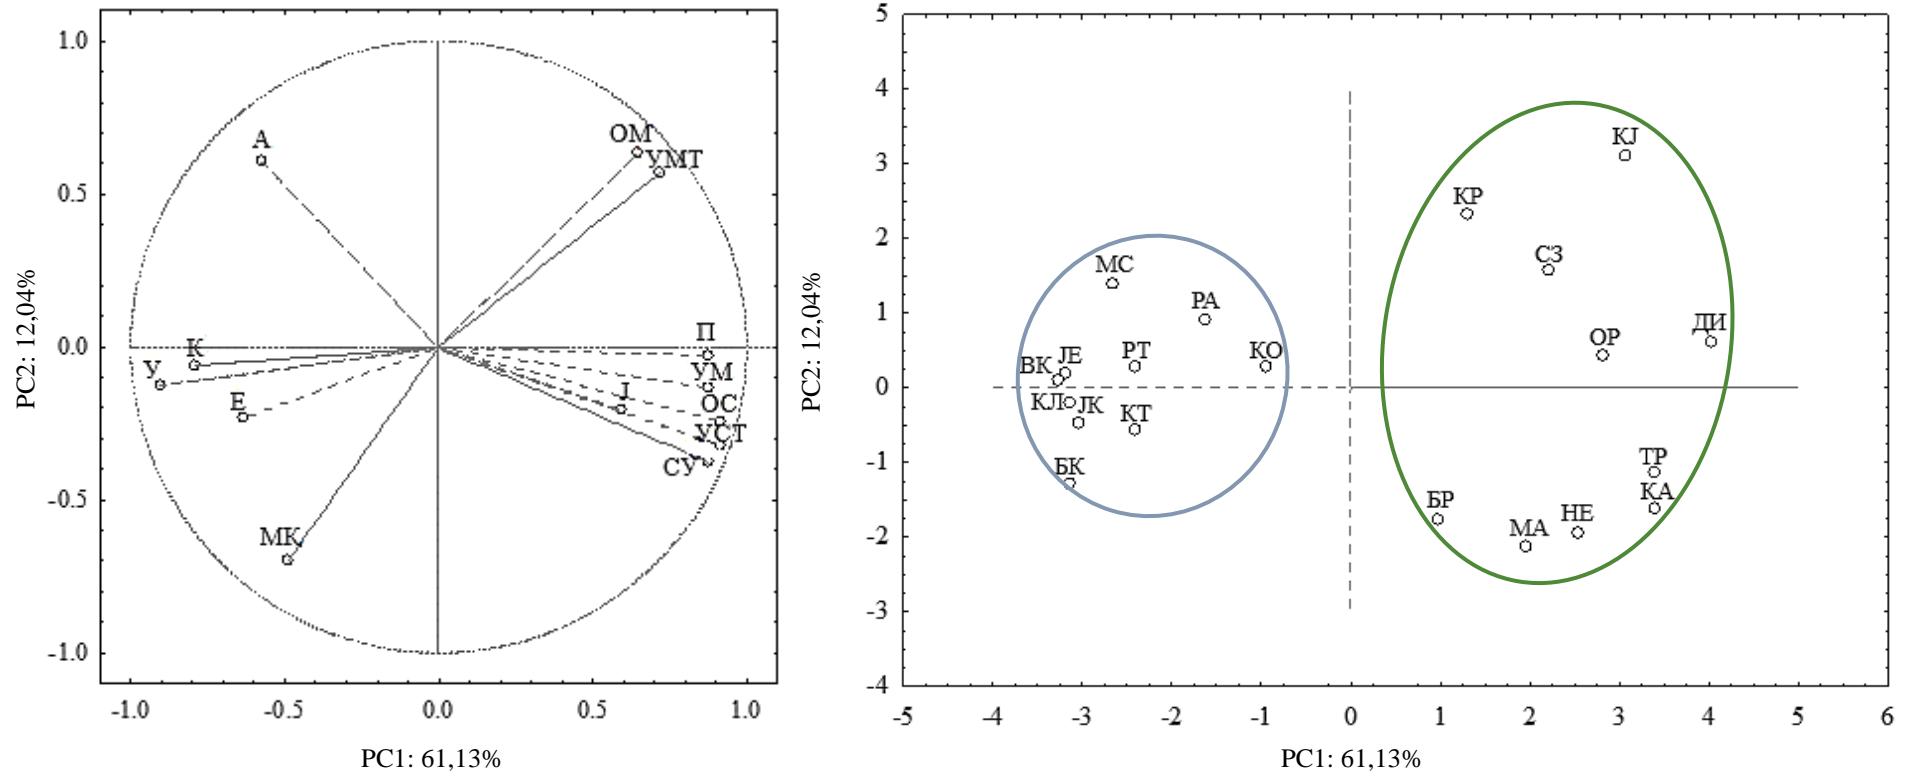 1.0
0.5
0.0
-0.5
-1.0
-1.0
-0.5
0.0
0.5
1.0
PC2: 12,04%
PC1: 61,13%
А
ОМ
УМТ
К
У
Е
МК
П
УМ
Ј
ОС
УСТ
СУ
5
4
3
2
1
0
-1
-2
-3
-4
-5
-4
-3
-2
-1
0
1
2
3
4
5
6
PC2: 12,04%
PC1: 61,13%
МС
РА
ВК
ЈЕ
РТ
КО
КЛ
ЈК
КТ
БК
КЈ
КР
СЗ
ОР
ДИ
ТР
КА
БР
МА
НЕ